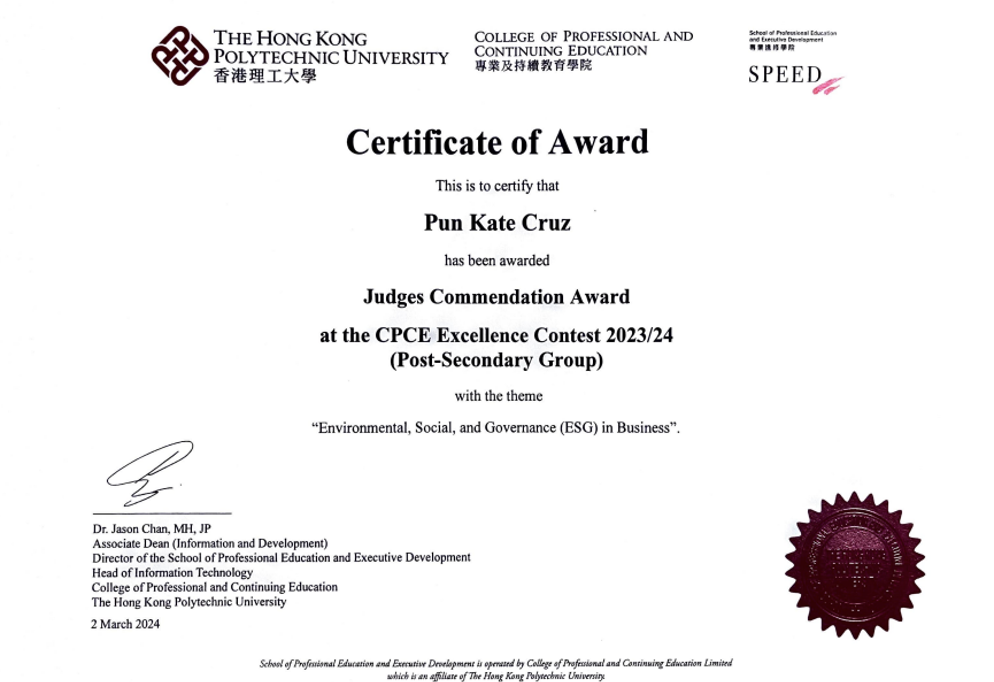 THE HONG KONG
POLYTECHNIC UNIVERSITY
香港理工大學
COLLEGE OF PROFESSIONAL AND
CONTINUING EDUCATION
專業及持續教育學院
School of Professional Education
and Executive Development
專業進修學院
SPEED
Certificate of Award
This is to certify that
Pun Kate Cruz
has been awarded
Judges Commendation Award
at the CPCE Excellence Contest 2023/24
(Post-Secondary Group)
with the theme
“Environmental, Social, and Governance (ESG) in Business”.
Dr. Jason Chan, MH, JP
Associate Dean (Information and Development)
Director of the School of Professional Education and Executive Development
Head of Information Technology
College of Professional and Continuing Education
The Hong Kong Polytechnic University
2 March 2024
School of Professional Education and Executive Development is operated by College of Professional and Continuing Education Limited
which is an affiliate of The Hong Kong Polytechnic University.